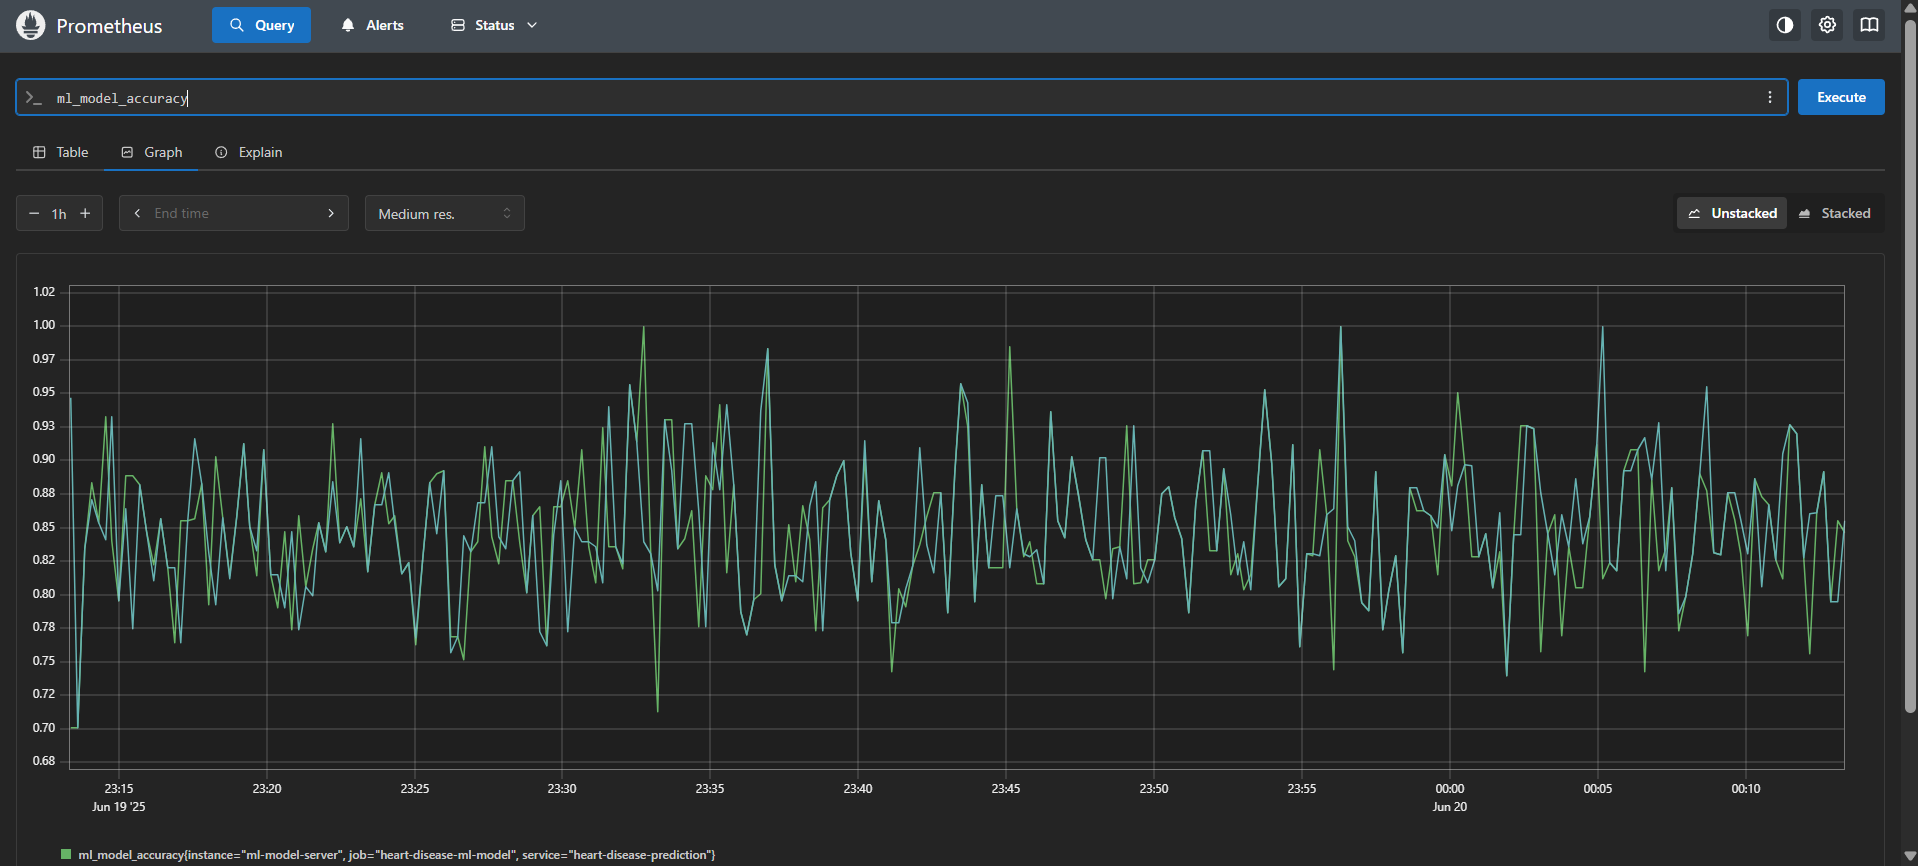 Prometheus Query Alerts Status
>_ ml_model_accuracy Execute
Table Graph Explain
− 1h + End time Medium res. Unstacked Stacked
1.02
1.00
0.97
0.95
0.93
0.90
0.88
0.85
0.82
0.80
0.78
0.75
0.72
0.70
0.68
23:15 23:20 23:25 23:30 23:35 23:40 23:45 23:50 23:55 00:00 00:05 00:10
Jun 19 '25 Jun 20
ml_model_accuracy{instance="ml-model-server", job="heart-disease-ml-model", service="heart-disease-prediction"}